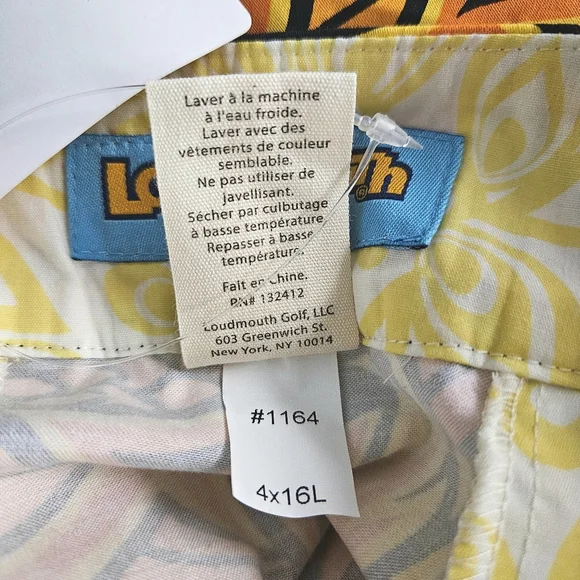 Laver à la machine
à l'eau froide.
Laver avec des
vêtements de couleur
semblable.
Ne pas utiliser de
javellisant.
Sécher par culbutage
à basse température
Repasser à basse
température.
Fait en Chine.
RN# 132412
Loudmouth Golf, LLC
603 Greenwich St.
New York, NY 10014
#1164
4x16L